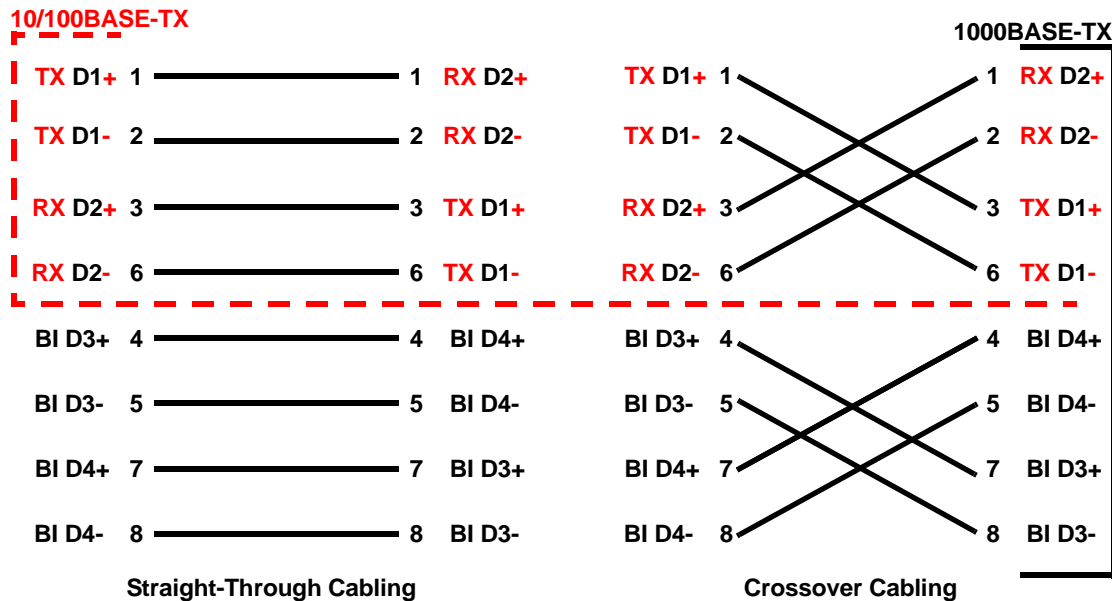 10/100BASE-TX
1000BASE-TX
TX D1+ 1 1 RX D2+ TX D1+ 1 1 RX D2+
TX D1- 2 2 RX D2- TX D1- 2 2 RX D2-
RX D2+ 3 3 TX D1+ RX D2+ 3 3 TX D1+
RX D2- 6 6 TX D1- RX D2- 6 6 TX D1-
BI D3+ 4 4 BI D4+ BI D3+ 4 4 BI D4+
BI D3- 5 5 BI D4- BI D3- 5 5 BI D4-
BI D4+ 7 7 BI D3+ BI D4+ 7 7 BI D3+
BI D4- 8 8 BI D3- BI D4- 8 8 BI D3-
Straight-Through Cabling Crossover Cabling